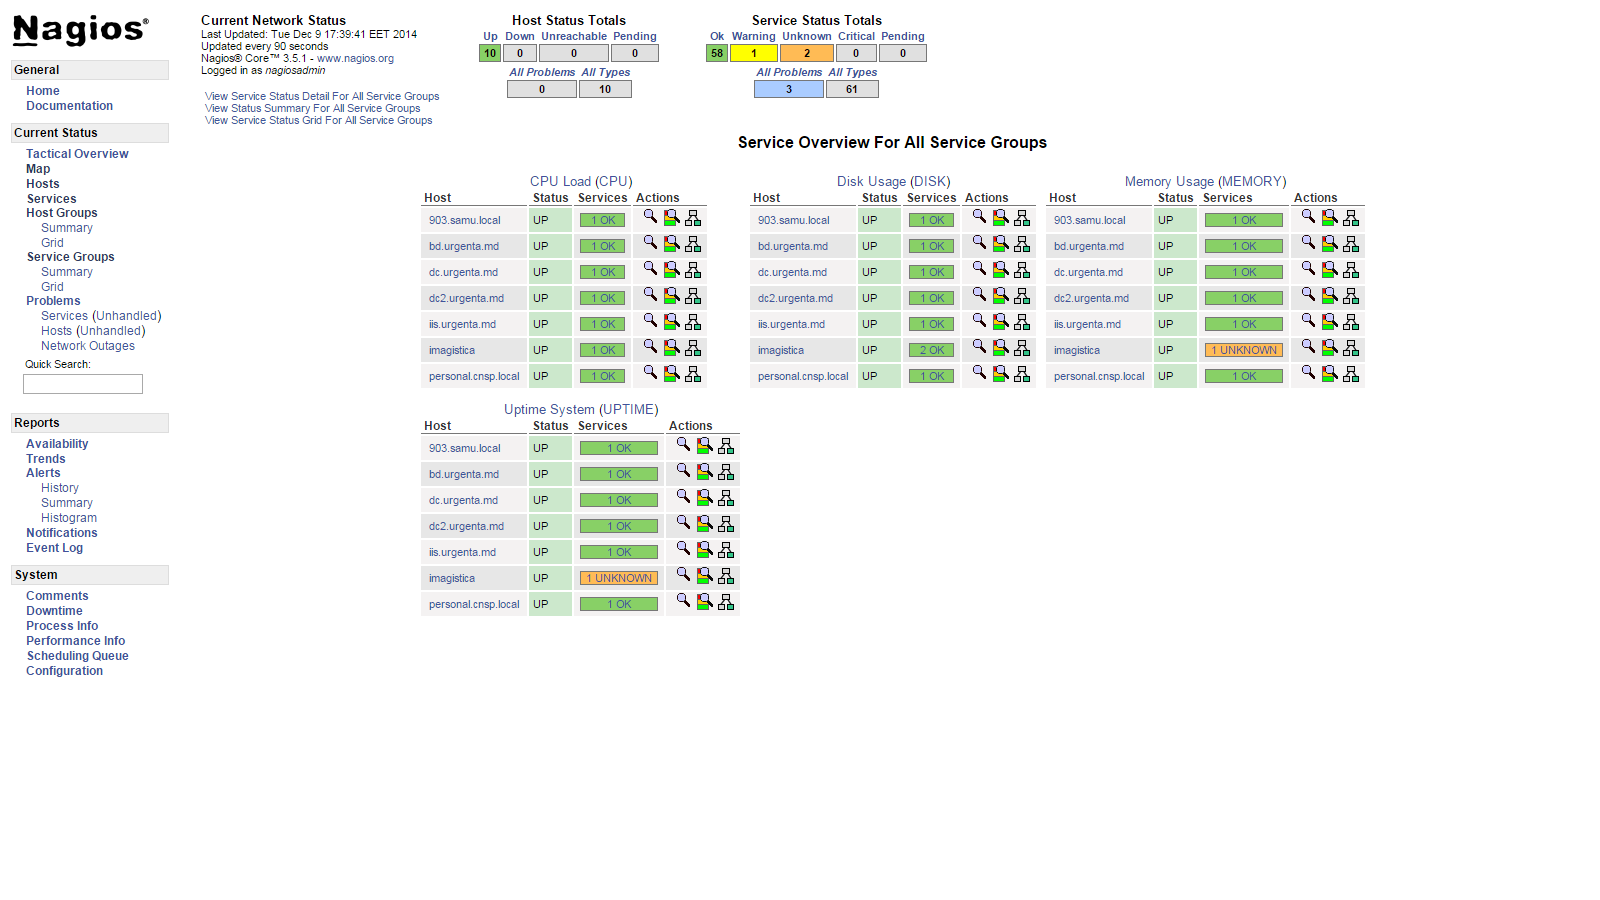 Nagios®
General
Home
Documentation
Current Status
Tactical Overview
Map
Hosts
Services
Host Groups
Summary
Grid
Service Groups
Summary
Grid
Problems
Services (Unhandled)
Hosts (Unhandled)
Network Outages
Quick Search:
Reports
Availability
Trends
Alerts
History
Summary
Histogram
Notifications
Event Log
System
Comments
Downtime
Process Info
Performance Info
Scheduling Queue
Configuration
Current Network Status
Last Updated: Tue Dec 9 17:39:41 EET 2014
Updated every 90 seconds
Nagios® Core™ 3.5.1 - www.nagios.org
Logged in as nagiosadmin
View Service Status Detail For All Service Groups
View Status Summary For All Service Groups
View Service Status Grid For All Service Groups
Host Status Totals
Up Down Unreachable Pending
10 0 0 0
All Problems All Types
0 10
Service Status Totals
Ok Warning Unknown Critical Pending
58 1 2 0 0
All Problems All Types
3 61
Service Overview For All Service Groups
CPU Load (CPU)
Host Status Services Actions
903.samu.local UP 1 OK
bd.urgenta.md UP 1 OK
dc.urgenta.md UP 1 OK
dc2.urgenta.md UP 1 OK
iis.urgenta.md UP 1 OK
imagistica UP 1 OK
personal.cnsp.local UP 1 OK
Disk Usage (DISK)
Host Status Services Actions
903.samu.local UP 1 OK
bd.urgenta.md UP 1 OK
dc.urgenta.md UP 1 OK
dc2.urgenta.md UP 1 OK
iis.urgenta.md UP 1 OK
imagistica UP 2 OK
personal.cnsp.local UP 1 OK
Memory Usage (MEMORY)
Host Status Services Actions
903.samu.local UP 1 OK
bd.urgenta.md UP 1 OK
dc.urgenta.md UP 1 OK
dc2.urgenta.md UP 1 OK
iis.urgenta.md UP 1 OK
imagistica UP 1 UNKNOWN
personal.cnsp.local UP 1 OK
Uptime System (UPTIME)
Host Status Services Actions
903.samu.local UP 1 OK
bd.urgenta.md UP 1 OK
dc.urgenta.md UP 1 OK
dc2.urgenta.md UP 1 OK
iis.urgenta.md UP 1 OK
imagistica UP 1 UNKNOWN
personal.cnsp.local UP 1 OK